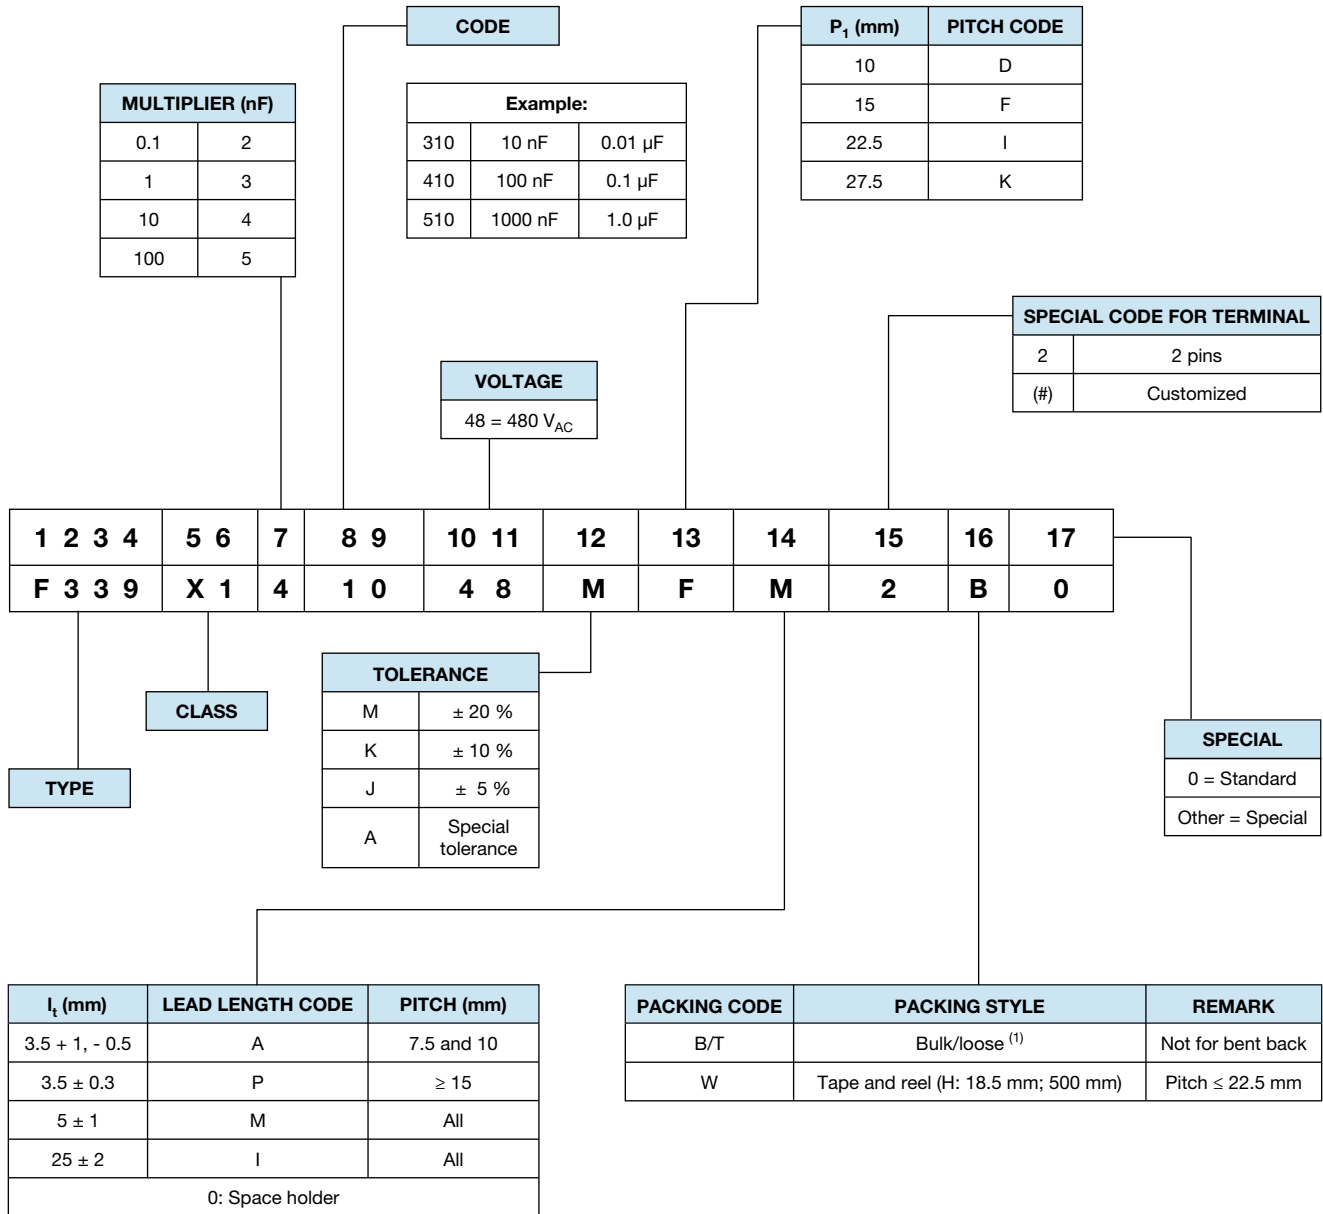 CODE
P1 (mm) PITCH CODE
10 D
15 F
22.5 I
27.5 K
MULTIPLIER (nF)
0.1 2
1 3
10 4
100 5
Example:
310 10 nF 0.01 µF
410 100 nF 0.1 µF
510 1000 nF 1.0 µF
SPECIAL CODE FOR TERMINAL
2 2 pins
(#) Customized
VOLTAGE
48 = 480 VAC
1 2 3 4 5 6 7 8 9 10 11 12 13 14 15 16 17
F 3 3 9 X 1 4 1 0 4 8 M F M 2 B 0
TOLERANCE
M ± 20 %
K ± 10 %
J ± 5 %
A Special
tolerance
CLASS
TYPE
SPECIAL
0 = Standard
Other = Special
lt (mm) LEAD LENGTH CODE PITCH (mm)
3.5 + 1, - 0.5 A 7.5 and 10
3.5 ± 0.3 P ≥ 15
5 ± 1 M All
25 ± 2 I All
0: Space holder
PACKING CODE PACKING STYLE REMARK
B/T Bulk/loose (1) Not for bent back
W Tape and reel (H: 18.5 mm; 500 mm) Pitch ≤ 22.5 mm